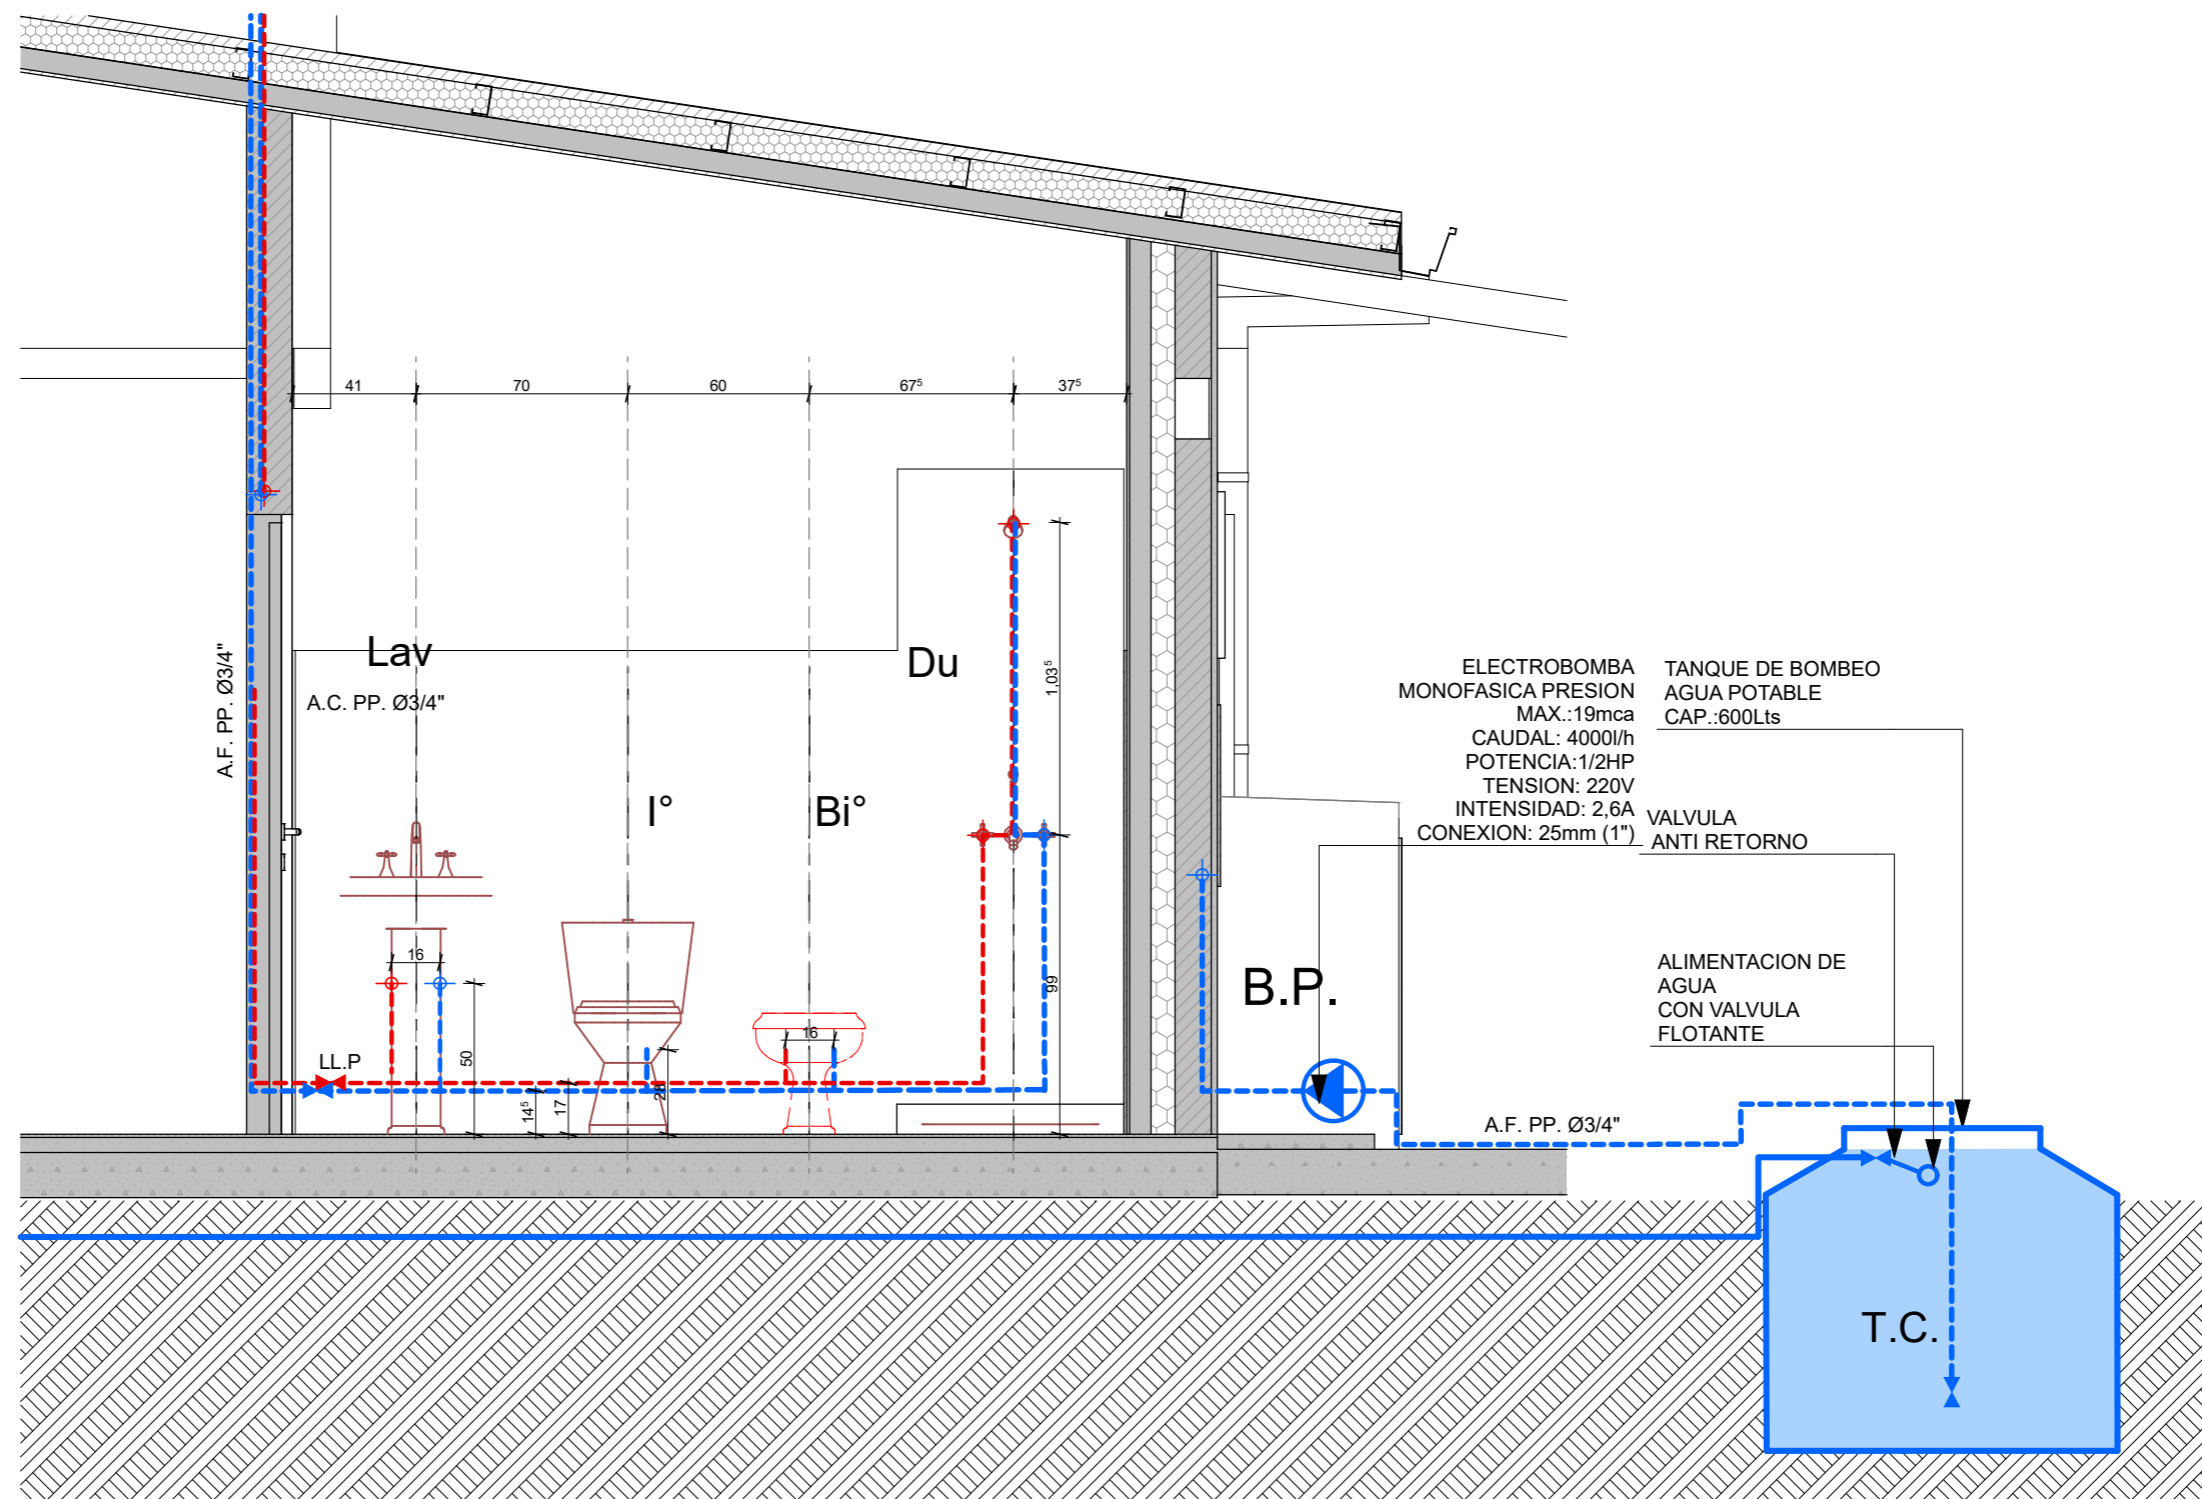 41
70
60
67⁵
37⁵
Lav
A.C. PP. Ø3/4"
A.F. PP. Ø3/4"
Du
1,03⁵
I°
Bi°
16
50
LL.P
14⁵
17
28
16
99
B.P.
ELECTROBOMBA
MONOFASICA PRESION
MAX.:19mca
CAUDAL: 4000l/h
POTENCIA:1/2HP
TENSION: 220V
INTENSIDAD: 2,6A
CONEXION: 25mm (1")
TANQUE DE BOMBEO
AGUA POTABLE
CAP.:600Lts
VALVULA
ANTI RETORNO
ALIMENTACION DE
AGUA
CON VALVULA
FLOTANTE
A.F. PP. Ø3/4"
T.C.